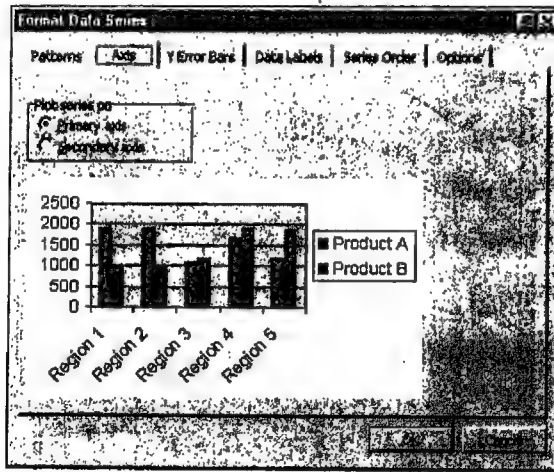 Format Data Series
Patterns Axis Y Error Bars Data Labels Series Order Options
Plot series on
Primary axis
Secondary axis
2500
2000
1500
1000
500
0
Region 1
Region 2
Region 3
Region 4
Region 5
Product A
Product B